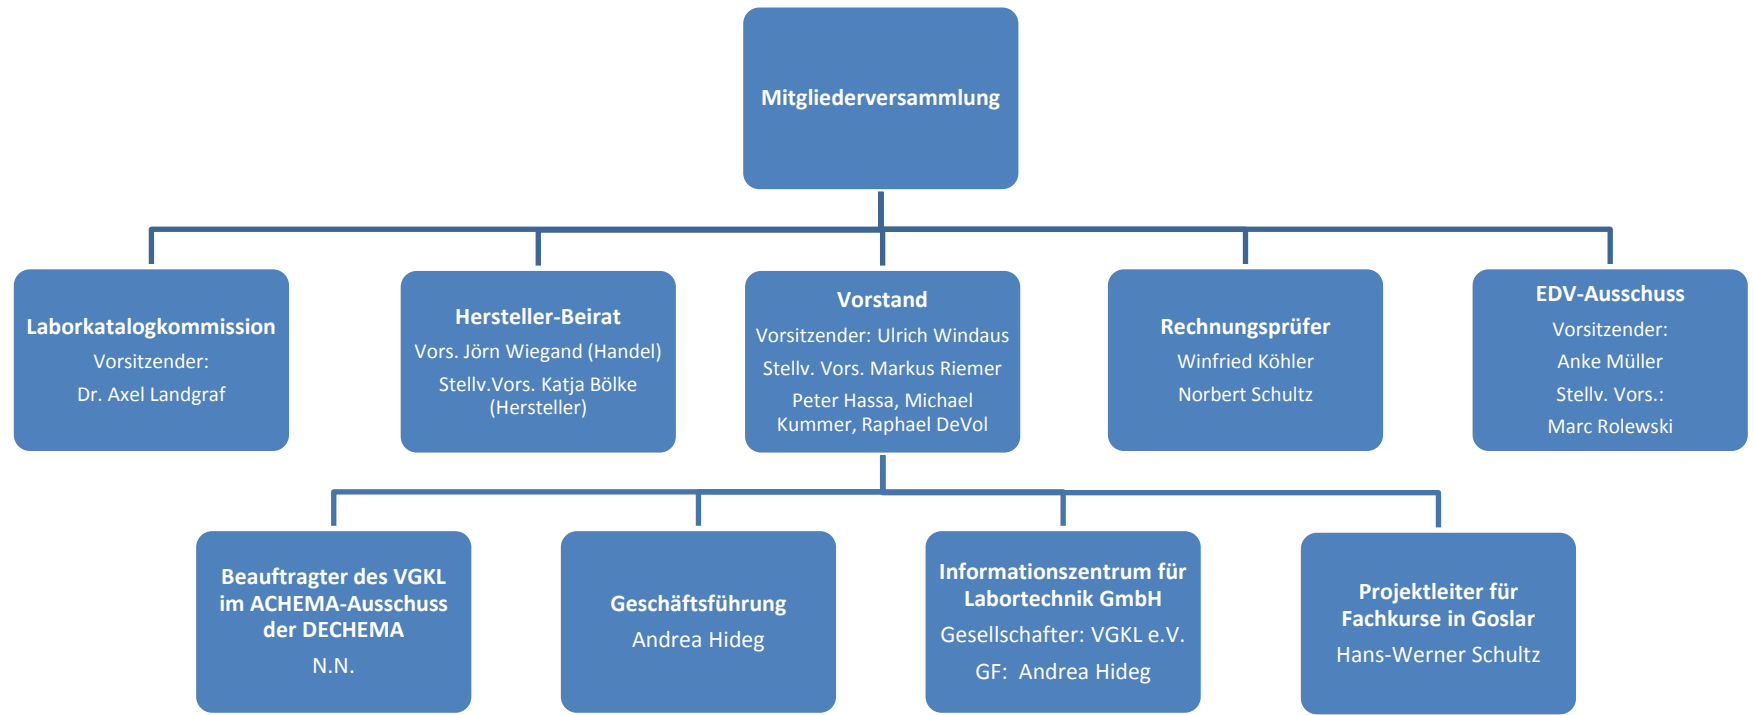 Mitgliederversammlung
Laborkatalogkommission
Vorsitzender:
Dr. Axel Landgraf
Hersteller-Beirat
Vors. Jörn Wiegand (Handel)
Stellv.Vors. Katja Bölke
(Hersteller)
Vorstand
Vorsitzender: Ulrich Windaus
Stellv. Vors. Markus Riemer
Peter Hassa, Michael
Kummer, Raphael DeVol
Rechnungsprüfer
Winfried Köhler
Norbert Schultz
EDV-Ausschuss
Vorsitzender:
Anke Müller
Stellv. Vors.:
Marc Rolewski
Beauftragter des VGKL
im ACHEMA-Ausschuss
der DECHEMA
N.N.
Geschäftsführung
Andrea Hideg
Informationszentrum für
Labortechnik GmbH
Gesellschafter: VGKL e.V.
GF:  Andrea Hideg
Projektleiter für
Fachkurse in Goslar
Hans-Werner Schultz